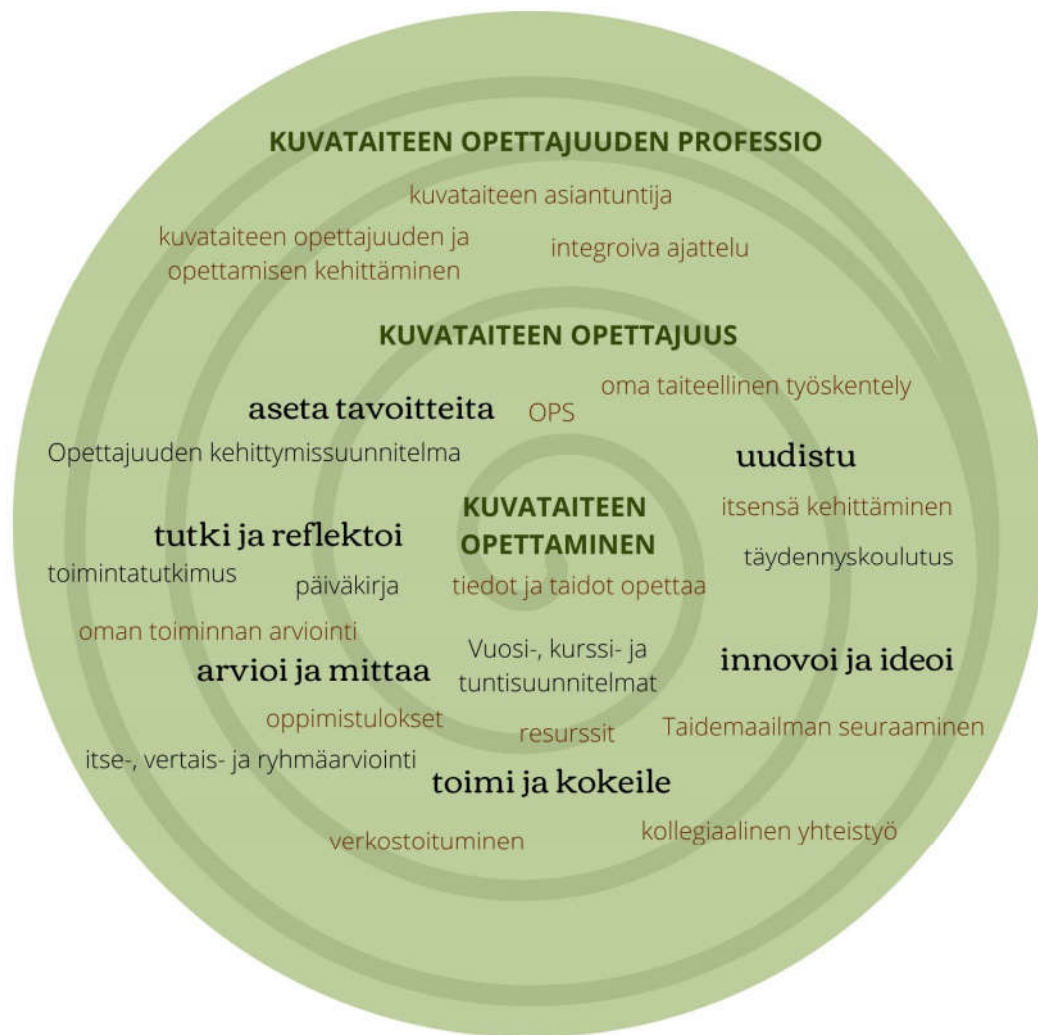 KUVATAITEEN OPETTAJUUDEN PROFESSIO
kuvataiteen asiantuntija
kuvataiteen opettajuuden ja
opettamisen kehittäminen
integroiva ajattelu
KUVATAITEEN OPETTAJUUS
oma taiteellinen työskentely
aseta tavoitteita
OPS
Opettajuuden kehittymissuunnitelma
uudistu
itsensä kehittäminen
täydennyskoulutus
KUVATAITEEN
OPETTAMINEN
tiedot ja taidot opettaa
tutki ja reflektoi
toimintatutkimus
päiväkirja
oman toiminnan arviointi
arvioi ja mittaa
Vuosi-, kurssi- ja
tuntisuunnitelmat
innovoi ja ideoi
oppimistulokset
resurssit
Taidemaailman seuraaminen
itse-, vertais- ja ryhmäarviointi
toimi ja kokeile
verkostoituminen
kollegiaalinen yhteistyö